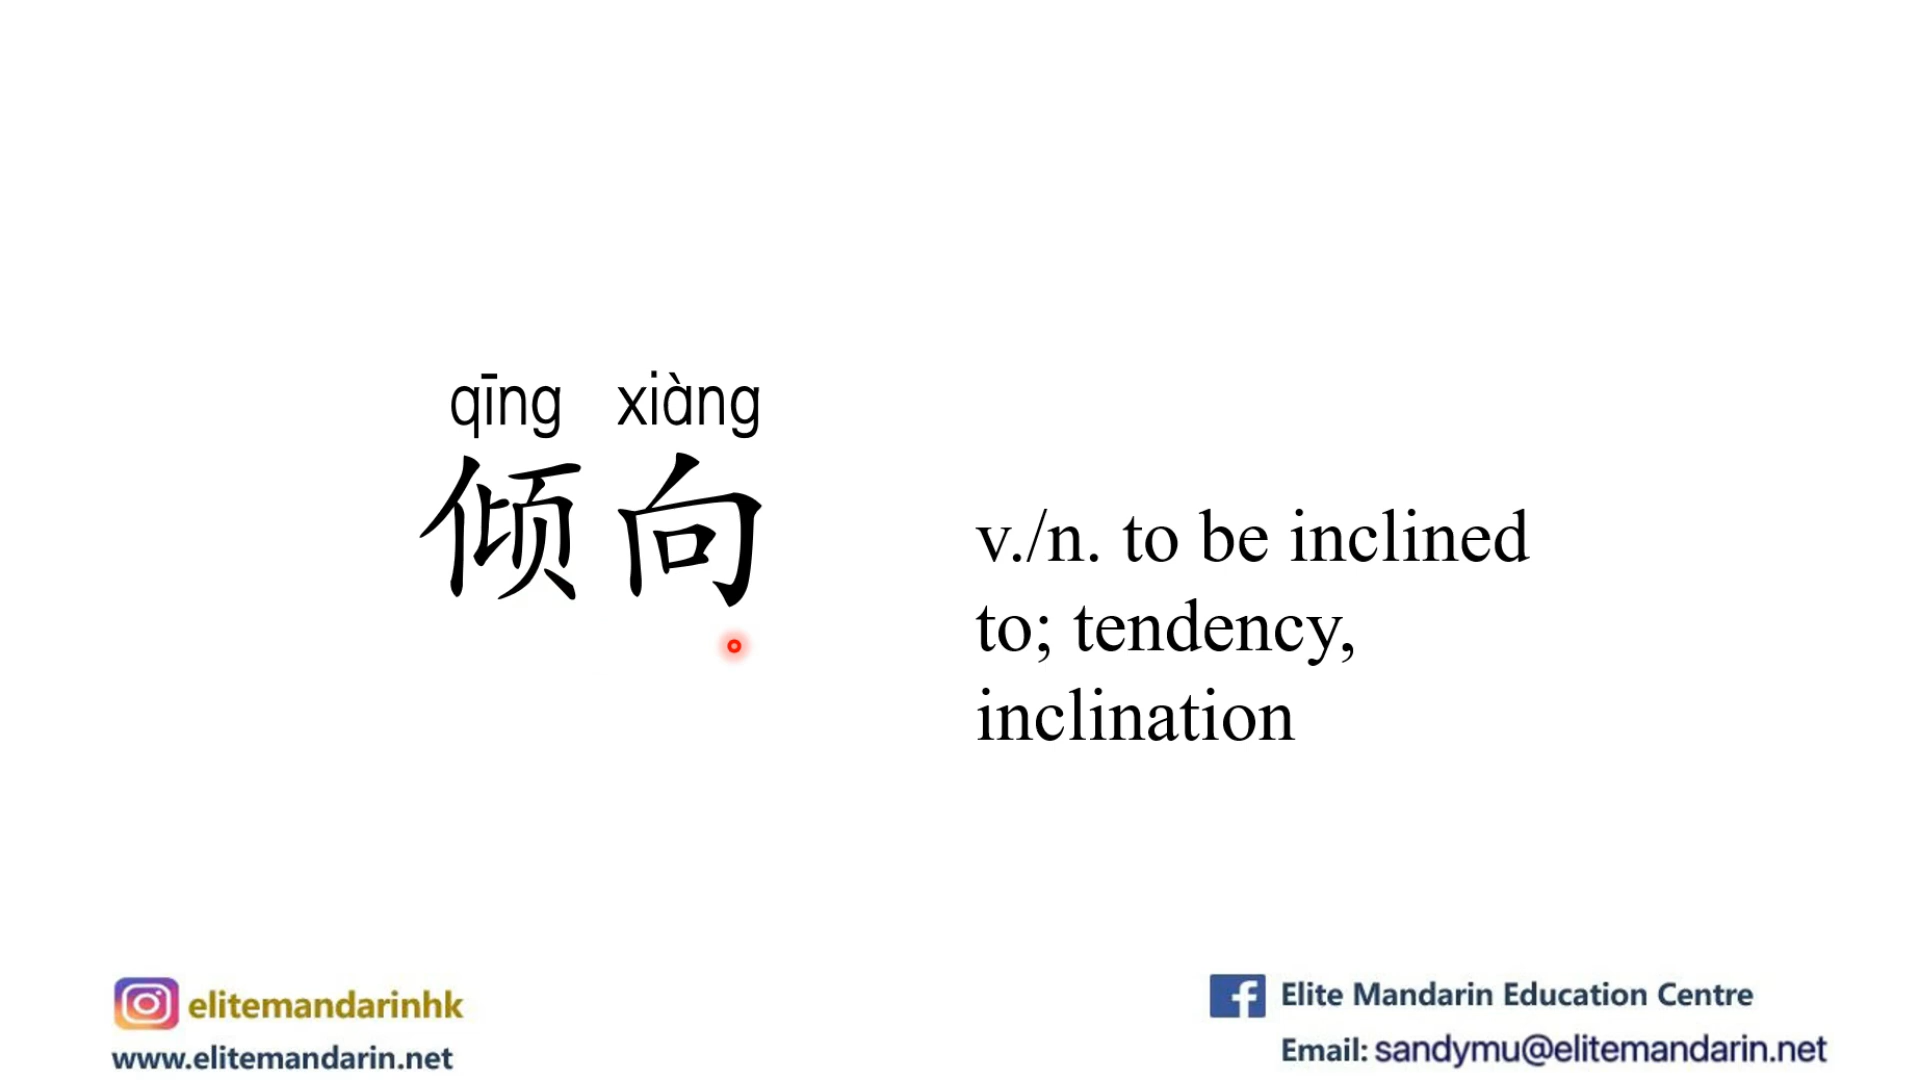 qīng xiàng
倾向
v./n. to be inclined
to; tendency,
inclination
elitemandarinhk
www.elitemandarin.net
Elite Mandarin Education Centre
Email: sandymu@elitemandarin.net